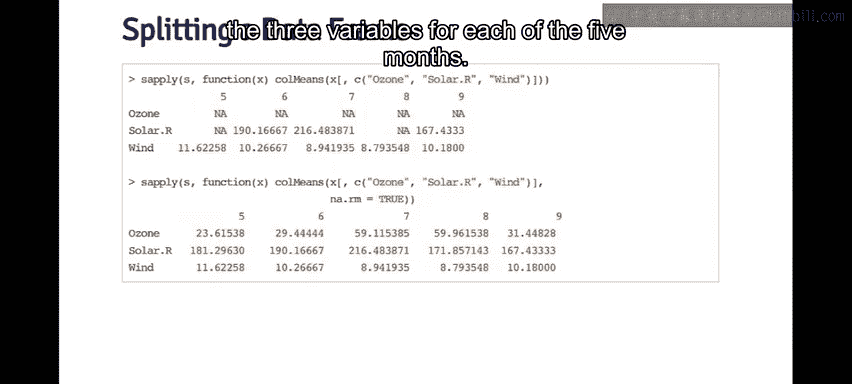 Splitting a Data Frame
the three variables for each of the five
months.
> sapply(s, function(x) colMeans(x[, c("Ozone", "Solar.R", "Wind")]))
5 6 7 8 9
Ozone NA NA NA NA NA
Solar.R NA 190.16667 216.483871 NA 167.4333
Wind 11.62258 10.26667 8.941935 8.793548 10.1800
> sapply(s, function(x) colMeans(x[, c("Ozone", "Solar.R", "Wind")],
na.rm = TRUE))
5 6 7 8 9
Ozone 23.61538 29.44444 59.115385 59.961538 31.44828
Solar.R 181.29630 190.16667 216.483871 171.857143 167.43333
Wind 11.62258 10.26667 8.941935 8.793548 10.18000
bili.com